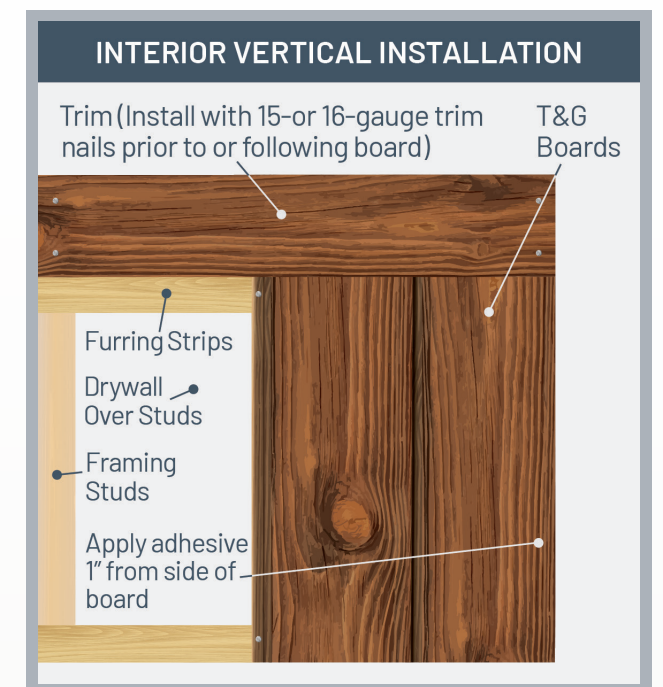 INTERIOR VERTICAL INSTALLATION
Trim (Install with 15-or 16-gauge trim
nails prior to or following board)
T&G
Boards
Furring Strips
Drywall
Over Studs
Framing
Studs
Apply adhesive
1” from side of
board